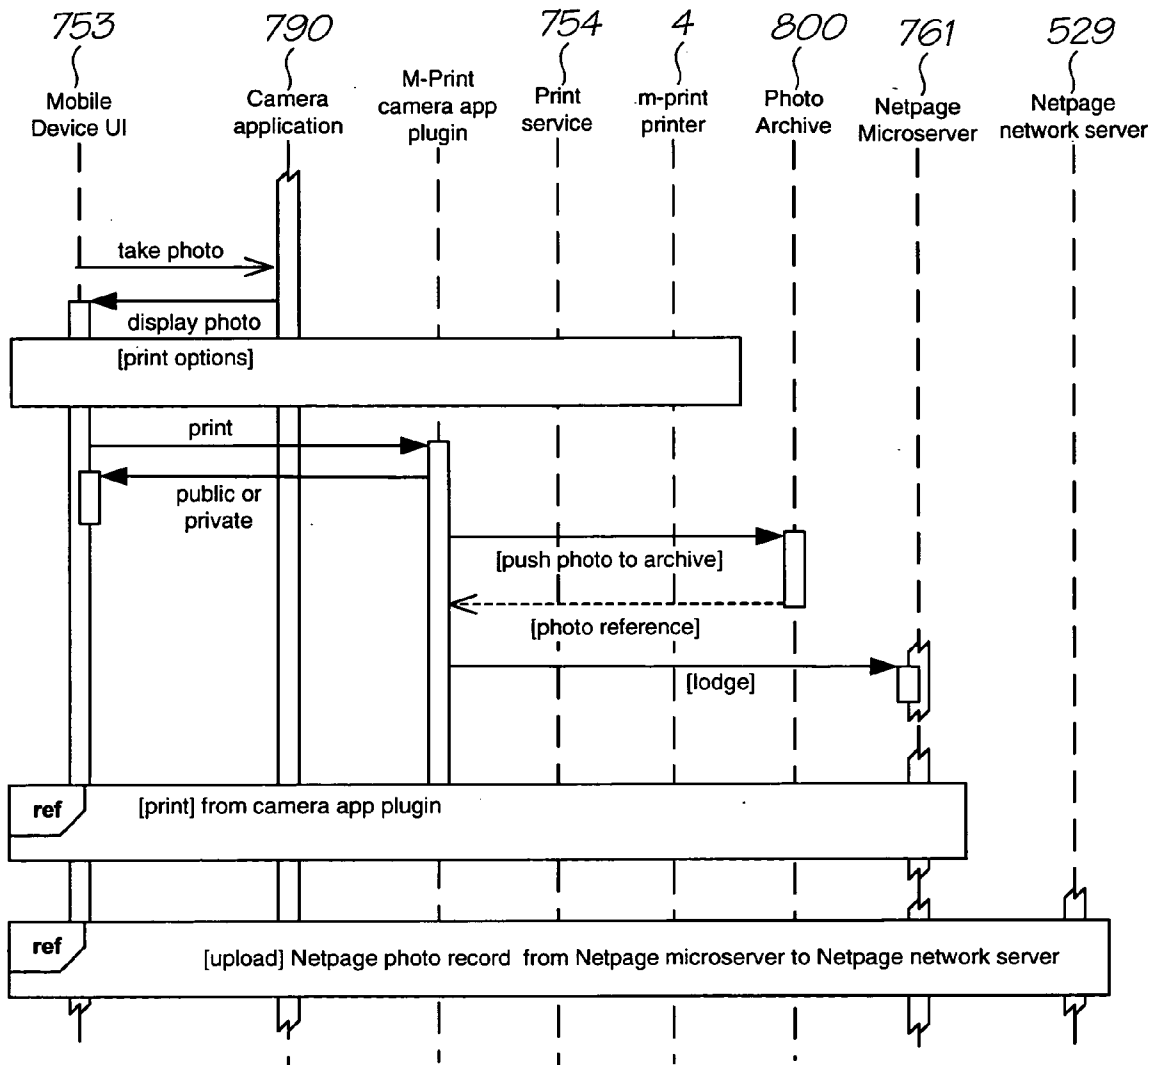 753 790 754 4 800 761 529
Mobile
Device UI
Camera
application
M-Print
camera app
plugin
Print
service
m-print
printer
Photo
Archive
Netpage
Microserver
Netpage
network server
take photo
display photo
[print options]
print
public or
private
[push photo to archive]
[photo reference]
[lodge]
ref
[print] from camera app plugin
ref
[upload] Netpage photo record from Netpage microserver to Netpage network server